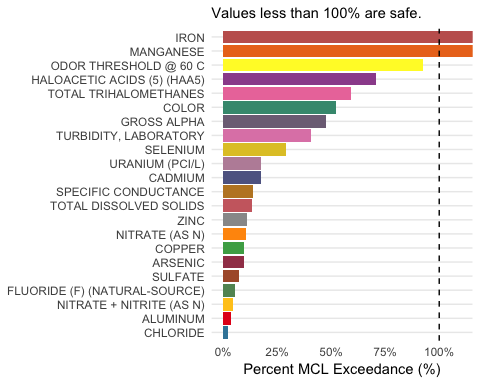 Values less than 100% are safe.
IRON
MANGANESE
ODOR THRESHOLD @ 60 C
HALOACETIC ACIDS (5) (HAA5)
TOTAL TRIHALOMETHANES
COLOR
GROSS ALPHA
TURBIDITY, LABORATORY
SELENIUM
URANIUM (PCI/L)
CADMIUM
SPECIFIC CONDUCTANCE
TOTAL DISSOLVED SOLIDS
ZINC
NITRATE (AS N)
COPPER
ARSENIC
SULFATE
FLUORIDE (F) (NATURAL-SOURCE)
NITRATE + NITRITE (AS N)
ALUMINUM
CHLORIDE
0% 25% 50% 75% 100%
Percent MCL Exceedance (%)